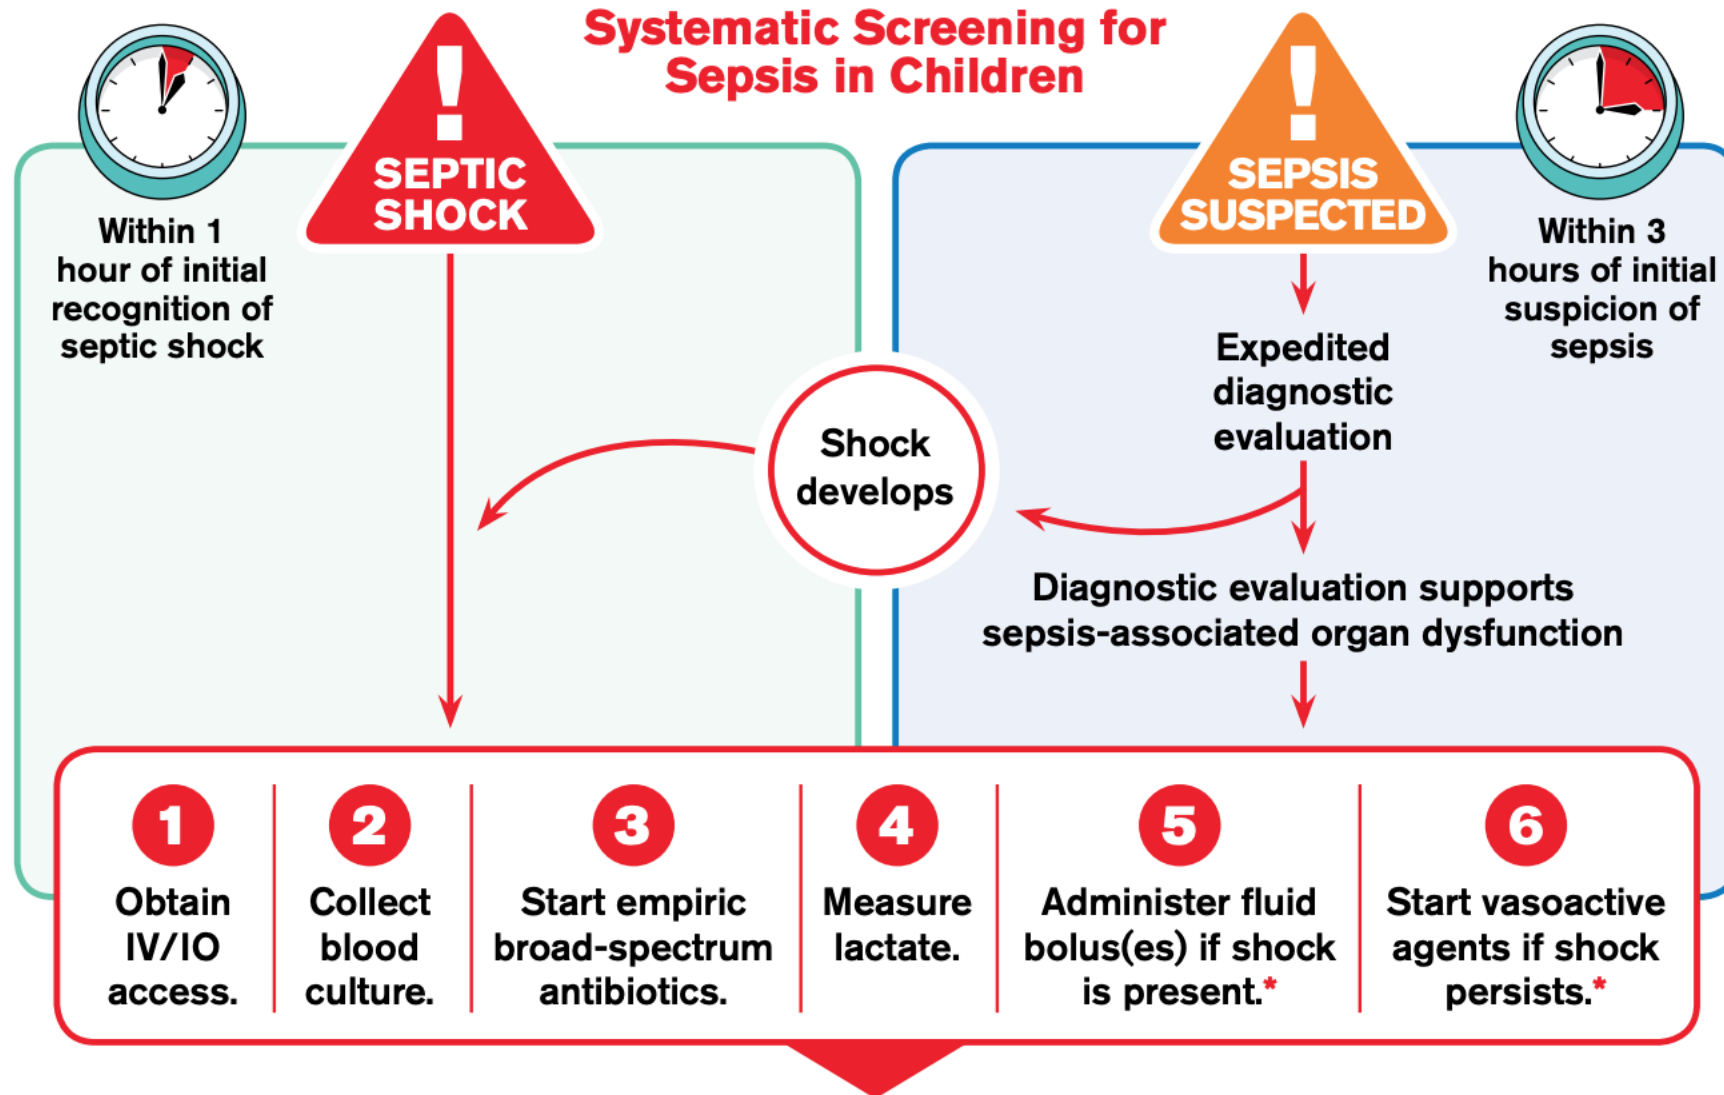 Systematic Screening for
Sepsis in Children
SEPTIC
SHOCK
Within 1
hour of initial
recognition of
septic shock
SEPSIS
SUSPECTED
Within 3
hours of initial
suspicion of
sepsis
Expedited
diagnostic
evaluation
Shock
develops
Diagnostic evaluation supports
sepsis-associated organ dysfunction
1
Obtain
IV/IO
access.
2
Collect
blood
culture.
3
Start empiric
broad-spectrum
antibiotics.
4
Measure
lactate.
5
Administer fluid
bolus(es) if shock
is present.*
6
Start vasoactive
agents if shock
persists.*